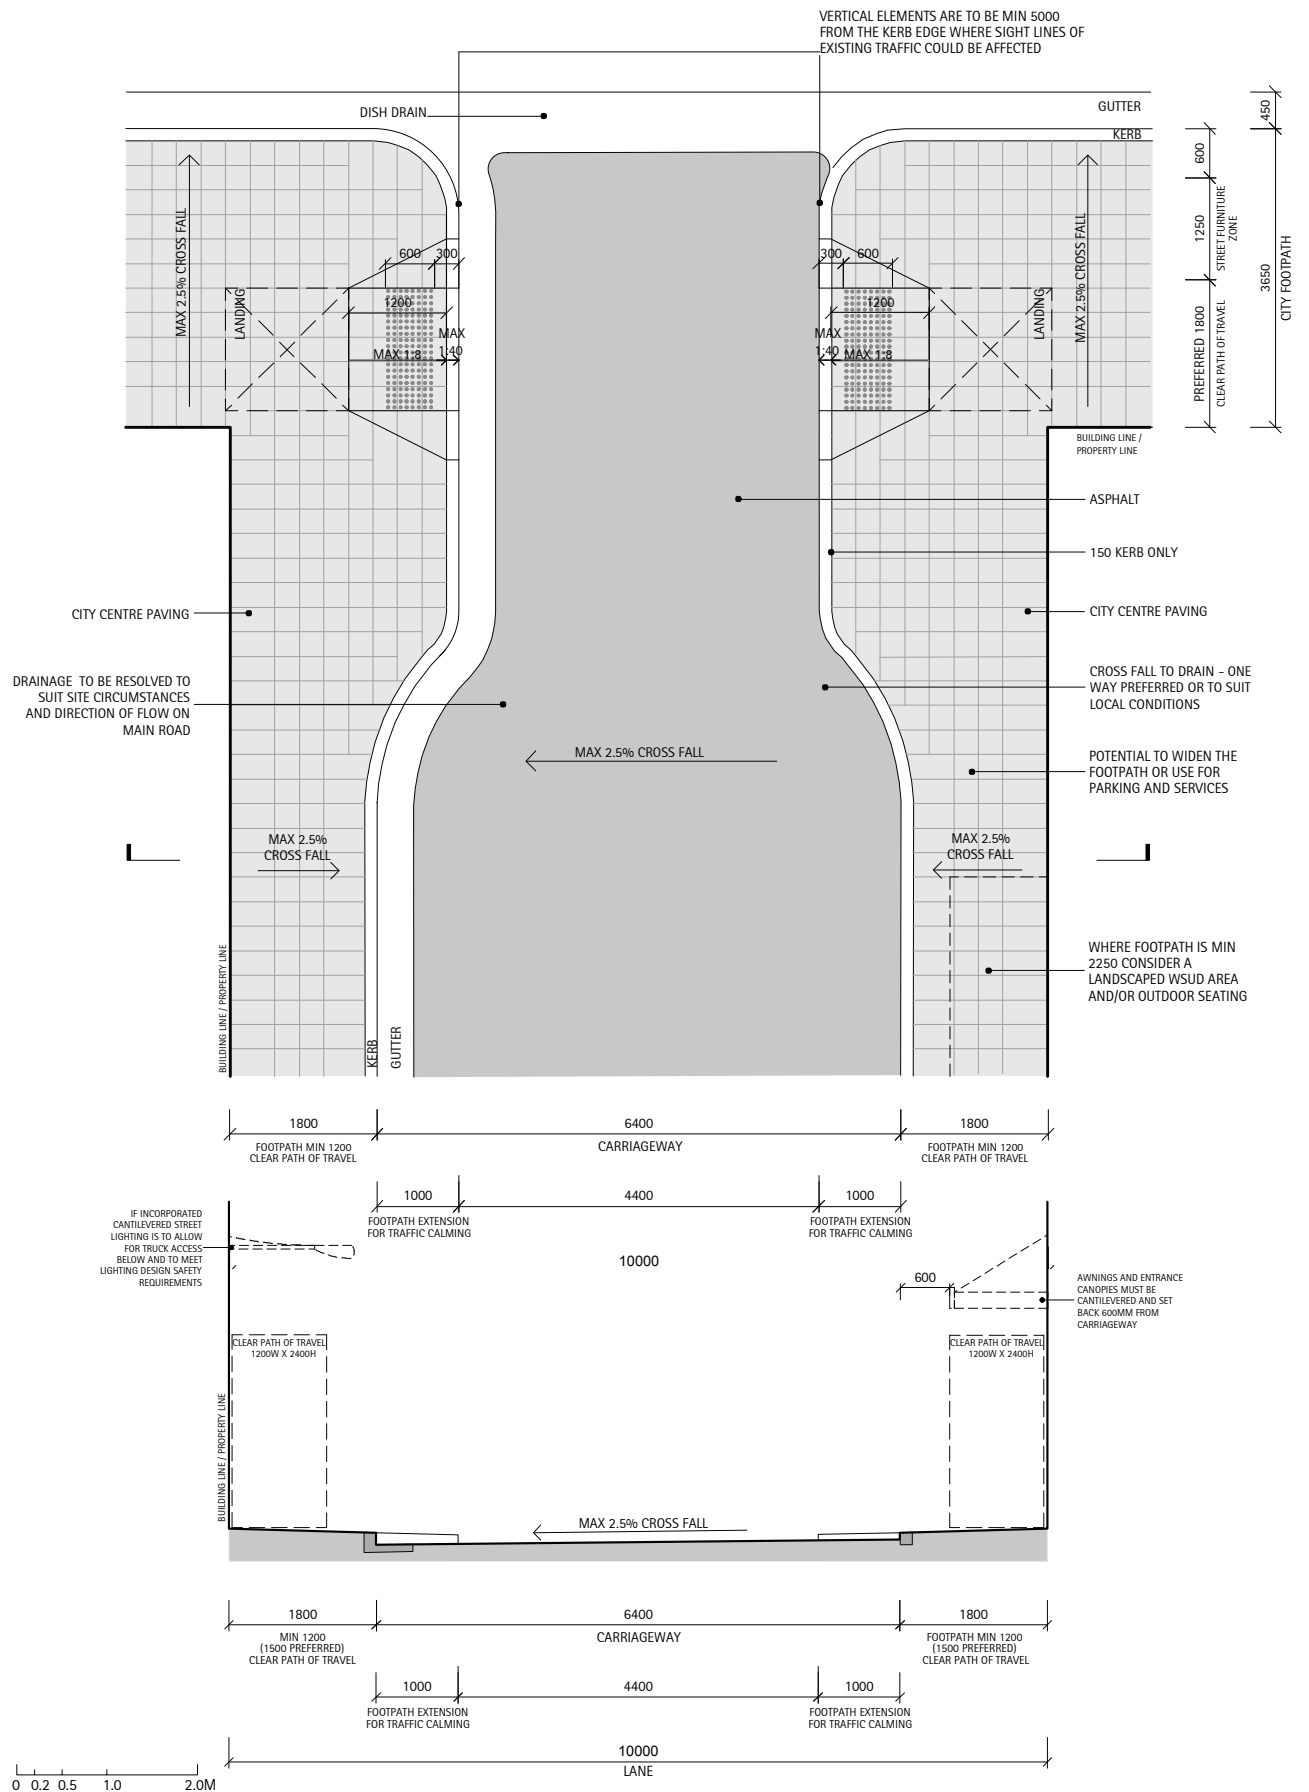 VERTICAL ELEMENTS ARE TO BE MIN 5000
FROM THE KERB EDGE WHERE SIGHT LINES OF
EXISTING TRAFFIC COULD BE AFFECTED
DISH DRAIN
GUTTER
KERB
450
600
1250
STREET FURNITURE
ZONE
3650
CITY FOOTPATH
PREFERRED 1800
CLEAR PATH OF TRAVEL
MAX 2.5% CROSS FALL
MAX 2.5% CROSS FALL
600
300
300
600
LANDING
1200
1200
LANDING
MAX
1:40
MAX 1:8
MAX
1:40
MAX 1:8
BUILDING LINE /
PROPERTY LINE
ASPHALT
150 KERB ONLY
CITY CENTRE PAVING
CITY CENTRE PAVING
DRAINAGE TO BE RESOLVED TO
SUIT SITE CIRCUMSTANCES
AND DIRECTION OF FLOW ON
MAIN ROAD
CROSS FALL TO DRAIN - ONE
WAY PREFERRED OR TO SUIT
LOCAL CONDITIONS
MAX 2.5% CROSS FALL
POTENTIAL TO WIDEN THE
FOOTPATH OR USE FOR
PARKING AND SERVICES
MAX 2.5%
CROSS FALL
MAX 2.5%
CROSS FALL
WHERE FOOTPATH IS MIN
2250 CONSIDER A
LANDSCAPED WSUD AREA
AND/OR OUTDOOR SEATING
BUILDING LINE / PROPERTY LINE
KERB
GUTTER
1800
6400
1800
FOOTPATH MIN 1200
CLEAR PATH OF TRAVEL
CARRIAGEWAY
FOOTPATH MIN 1200
CLEAR PATH OF TRAVEL
1000
4400
1000
FOOTPATH EXTENSION
FOR TRAFFIC CALMING
FOOTPATH EXTENSION
FOR TRAFFIC CALMING
IF INCORPORATED
CANTILEVERED STREET
LIGHTING IS TO ALLOW
FOR TRUCK ACCESS
BELOW AND TO MEET
LIGHTING DESIGN SAFETY
REQUIREMENTS
10000
600
AWNINGS AND ENTRANCE
CANOPIES MUST BE
CANTILEVERED AND SET
BACK 600MM FROM
CARRIAGEWAY
CLEAR PATH OF TRAVEL
1200W X 2400H
CLEAR PATH OF TRAVEL
1200W X 2400H
BUILDING LINE / PROPERTY LINE
MAX 2.5% CROSS FALL
1800
6400
1800
MIN 1200
(1500 PREFERRED)
CLEAR PATH OF TRAVEL
CARRIAGEWAY
FOOTPATH MIN 1200
(1500 PREFERRED)
CLEAR PATH OF TRAVEL
1000
4400
1000
FOOTPATH EXTENSION
FOR TRAFFIC CALMING
FOOTPATH EXTENSION
FOR TRAFFIC CALMING
10000
LANE
0 0.2 0.5 1.0 2.0M